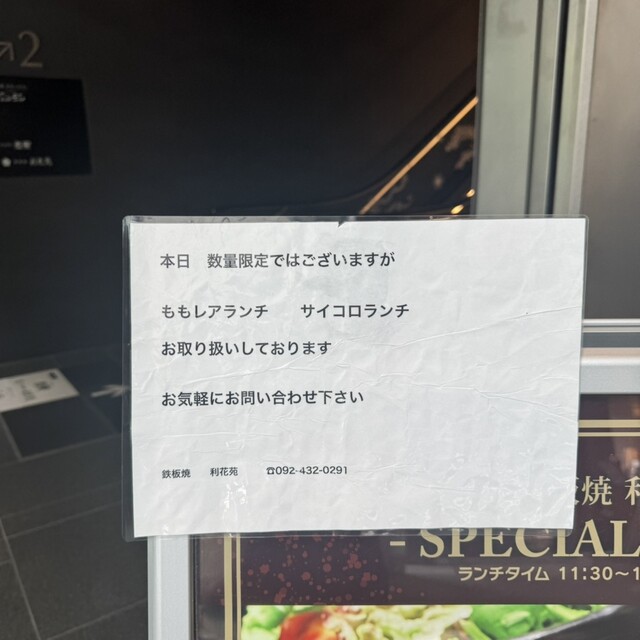 2
本日　数量限定ではございますが
ももレアランチ　　サイコロランチ
お取り扱いしております
お気軽にお問い合わせ下さい
鉄板焼　利花苑　☎092-432-0291
焼 利
- SPECIAL
ランチタイム 11:30～1